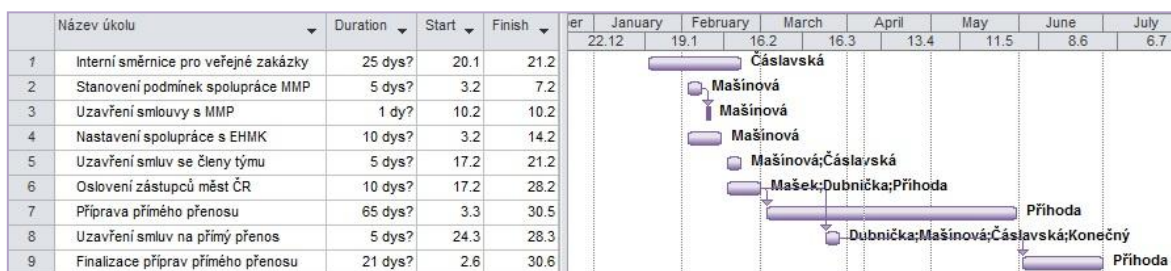 Název úkolu Duration Start Finish er January February March April May June July
22.12 19.1 16.2 16.3 13.4 11.5 8.6 6.7
1 Interní směrnice pro veřejné zakázky 25 dys? 20.1 21.2 Čáslavská
2 Stanovení podmínek spolupráce MMP 5 dys? 3.2 7.2 Mašínová
3 Uzavření smlouvy s MMP 1 dy? 10.2 10.2 Mašínová
4 Nastavení spolupráce s EHMK 10 dys? 3.2 14.2 Mašínová
5 Uzavření smluv se členy týmu 5 dys? 17.2 21.2 Mašínová;Čáslavská
6 Oslovení zástupců měst ČR 10 dys? 17.2 28.2 Mašek;Dubnička;Příhoda
7 Příprava přímého přenosu 65 dys? 3.3 30.5 Příhoda
8 Uzavření smluv na přímý přenos 5 dys? 24.3 28.3 Dubnička;Mašínová;Čáslavská;Konečný
9 Finalizace příprav přímého přenosu 21 dys? 2.6 30.6 Příhoda